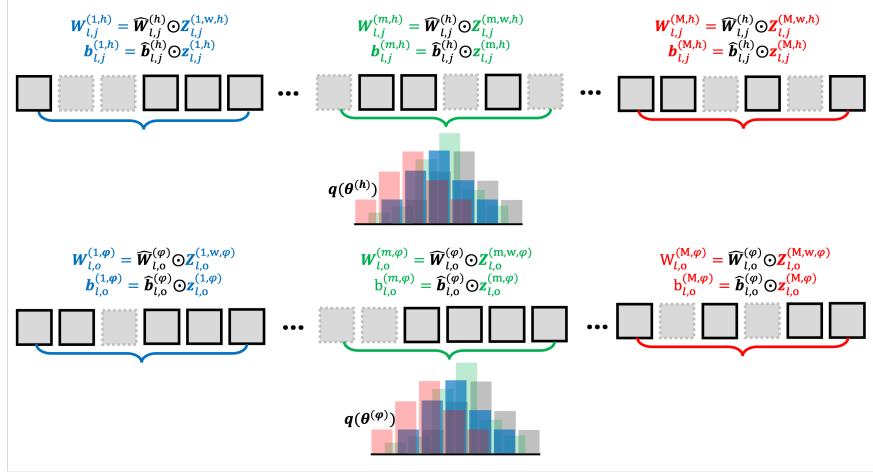 W_{l,j}^{(1,h)} = Ŵ_{l,j}^{(h)} ⊙ Z_{l,j}^{(1,w,h)}
b_{l,j}^{(1,h)} = b̂_{l,j}^{(h)} ⊙ z_{l,j}^{(1,h)}
W_{l,j}^{(m,h)} = Ŵ_{l,j}^{(h)} ⊙ Z_{l,j}^{(m,w,h)}
b_{l,j}^{(m,h)} = b̂_{l,j}^{(h)} ⊙ z_{l,j}^{(m,h)}
W_{l,j}^{(M,h)} = Ŵ_{l,j}^{(h)} ⊙ Z_{l,j}^{(M,w,h)}
b_{l,j}^{(M,h)} = b̂_{l,j}^{(h)} ⊙ z_{l,j}^{(M,h)}
... ...
q(θ^{(h)})
W_{l,o}^{(1,φ)} = Ŵ_{l,o}^{(φ)} ⊙ Z_{l,o}^{(1,w,φ)}
b_{l,o}^{(1,φ)} = b̂_{l,o}^{(φ)} ⊙ z_{l,o}^{(1,φ)}
W_{l,o}^{(m,φ)} = Ŵ_{l,o}^{(φ)} ⊙ Z_{l,o}^{(m,w,φ)}
b_{l,o}^{(m,φ)} = b̂_{l,o}^{(φ)} ⊙ z_{l,o}^{(m,φ)}
W_{l,o}^{(M,φ)} = Ŵ_{l,o}^{(φ)} ⊙ Z_{l,o}^{(M,w,φ)}
b_{l,o}^{(M,φ)} = b̂_{l,o}^{(φ)} ⊙ z_{l,o}^{(M,φ)}
... ...
q(θ^{(φ)})